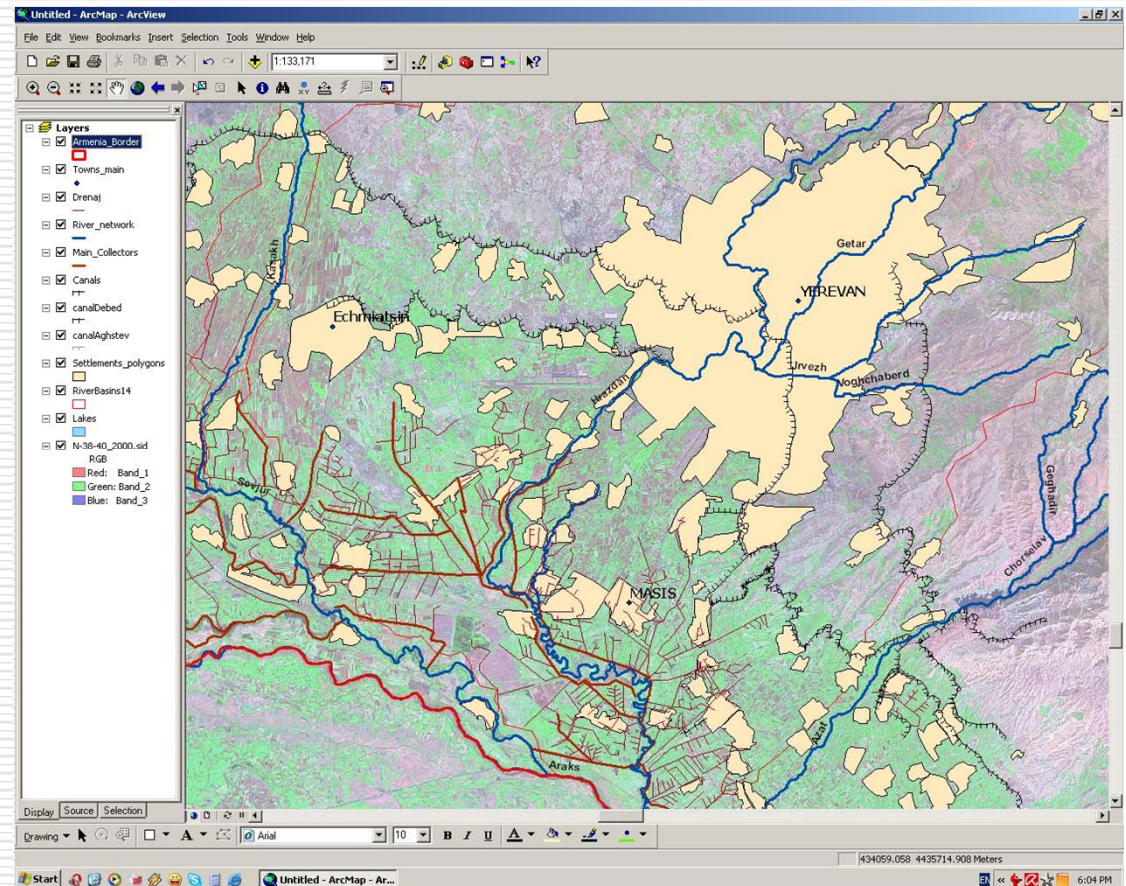 Untitled - ArcMap - ArcView
File Edit View Bookmarks Insert Selection Tools Window Help
1:133,171
Layers
Armenia_Border
Towns_main
Drenaj
River_network
Main_Collectors
Canals
canalDebed
canalAghstev
Settlements_polygons
RiverBasins14
Lakes
N-38-40_2000.sid
RGB
Red: Band_1
Green: Band_2
Blue: Band_3
Kasakh
Echmiatsin
Getar
YEREVAN
Hrazdan
Jrvezh
Voghchaberd
Sevjur
Geghadir
Chorselav
MASIS
Azat
Araks
Display Source Selection
Drawing A Arial 10 B I U A
434059.058 4435714.908 Meters
Start Untitled - ArcMap - Ar... EN 6:04 PM